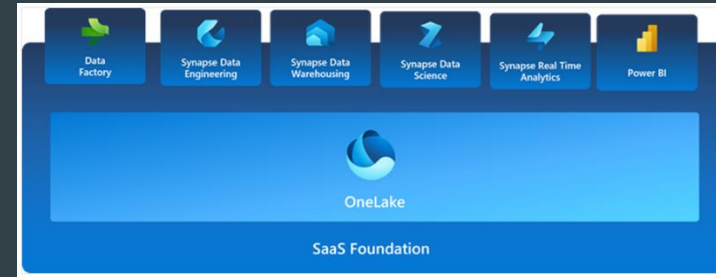 Data
Factory
Synapse Data
Engineering
Synapse Data
Warehousing
Synapse Data
Science
Synapse Real Time
Analytics
Power BI
OneLake
SaaS Foundation